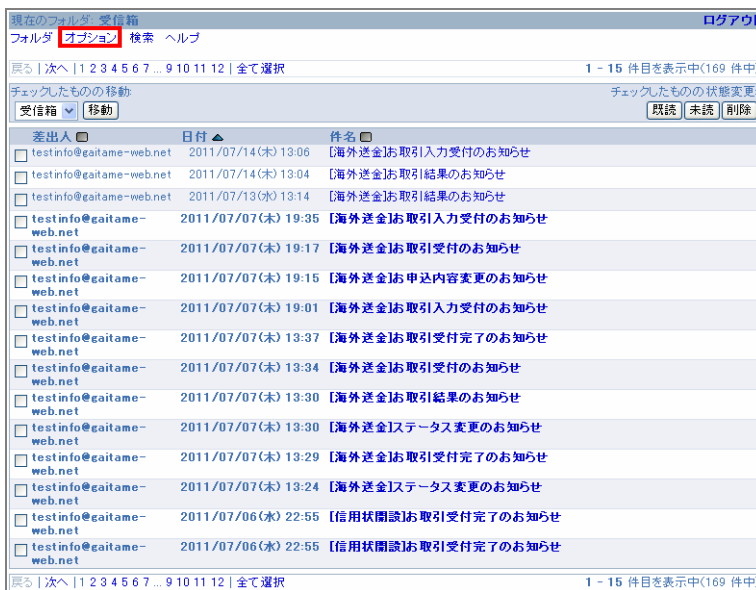 現在のフォルダ: 受信箱 ログアウト
フォルダ オプション 検索 ヘルプ
戻る | 次へ | 1 2 3 4 5 6 7 ... 9 10 11 12 | 全て選択 1 - 15 件目を表示中(169 件中)
チェックしたものの移動: チェックしたものの状態変更:
受信箱 移動 既読 未読 削除
差出人 日付 件名
testinfo@gaitame-web.net 2011/07/14(木) 13:06 [海外送金]お取引入力受付のお知らせ
testinfo@gaitame-web.net 2011/07/14(木) 13:04 [海外送金]お取引結果のお知らせ
testinfo@gaitame-web.net 2011/07/13(水) 13:14 [海外送金]お取引結果のお知らせ
testinfo@gaitame- 2011/07/07(木) 19:35 [海外送金]お取引入力受付のお知らせ
web.net
testinfo@gaitame- 2011/07/07(木) 19:17 [海外送金]お取引受付のお知らせ
web.net
testinfo@gaitame- 2011/07/07(木) 19:15 [海外送金]お申込内容変更のお知らせ
web.net
testinfo@gaitame- 2011/07/07(木) 19:01 [海外送金]お取引入力受付のお知らせ
web.net
testinfo@gaitame- 2011/07/07(木) 13:37 [海外送金]お取引受付完了のお知らせ
web.net
testinfo@gaitame- 2011/07/07(木) 13:34 [海外送金]お取引受付のお知らせ
web.net
testinfo@gaitame- 2011/07/07(木) 13:30 [海外送金]お取引結果のお知らせ
web.net
testinfo@gaitame- 2011/07/07(木) 13:30 [海外送金]ステータス変更のお知らせ
web.net
testinfo@gaitame- 2011/07/07(木) 13:29 [海外送金]お取引受付完了のお知らせ
web.net
testinfo@gaitame- 2011/07/07(木) 13:24 [海外送金]ステータス変更のお知らせ
web.net
testinfo@gaitame- 2011/07/06(水) 22:55 [信用状開設]お取引受付完了のお知らせ
web.net
testinfo@gaitame- 2011/07/06(水) 22:55 [信用状開設]お取引受付完了のお知らせ
web.net
戻る | 次へ | 1 2 3 4 5 6 7 ... 9 10 11 12 | 全て選択 1 - 15 件目を表示中(169 件中)